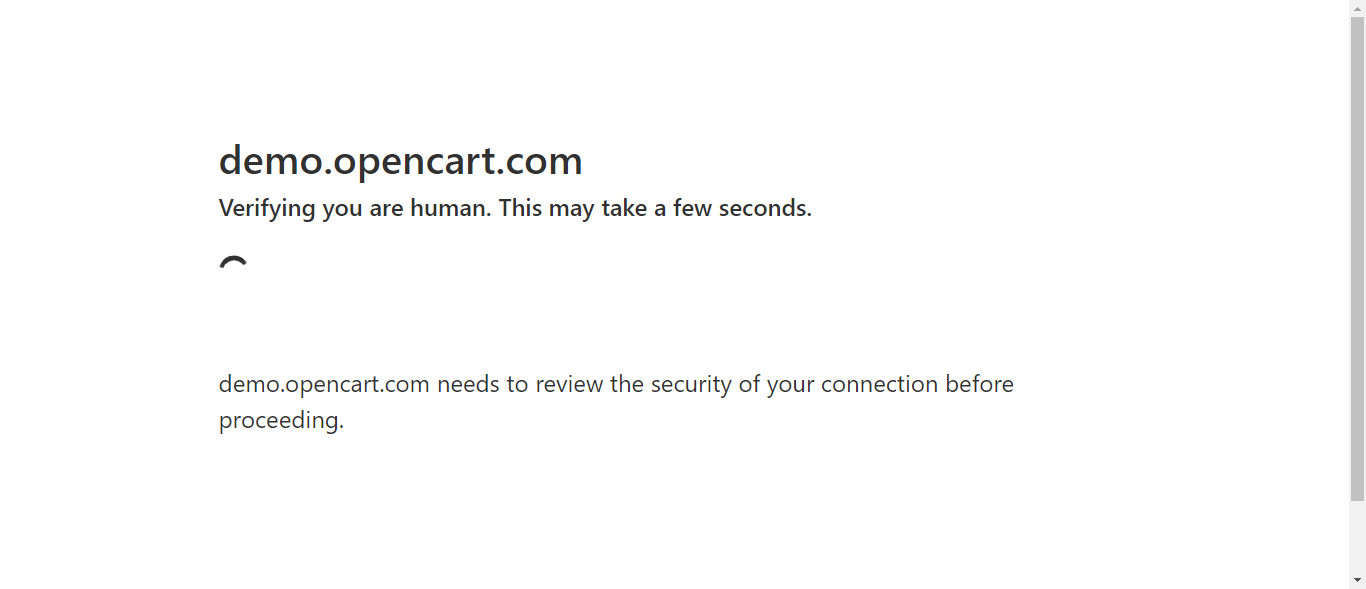 demo.opencart.com
Verifying you are human. This may take a few seconds.
demo.opencart.com needs to review the security of your connection before
proceeding.